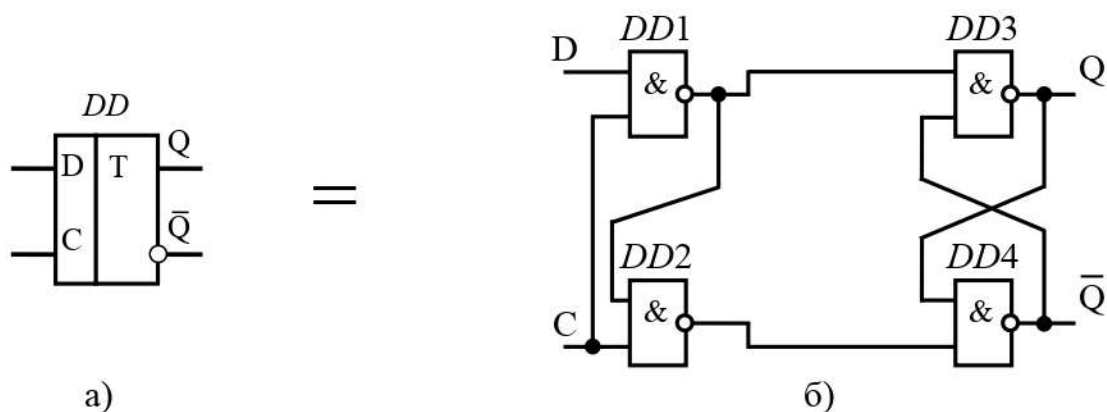 DD
D T Q
C Q̄
=
а)
DD1 DD3
D & & Q
DD2 DD4
C & & Q̄
б)